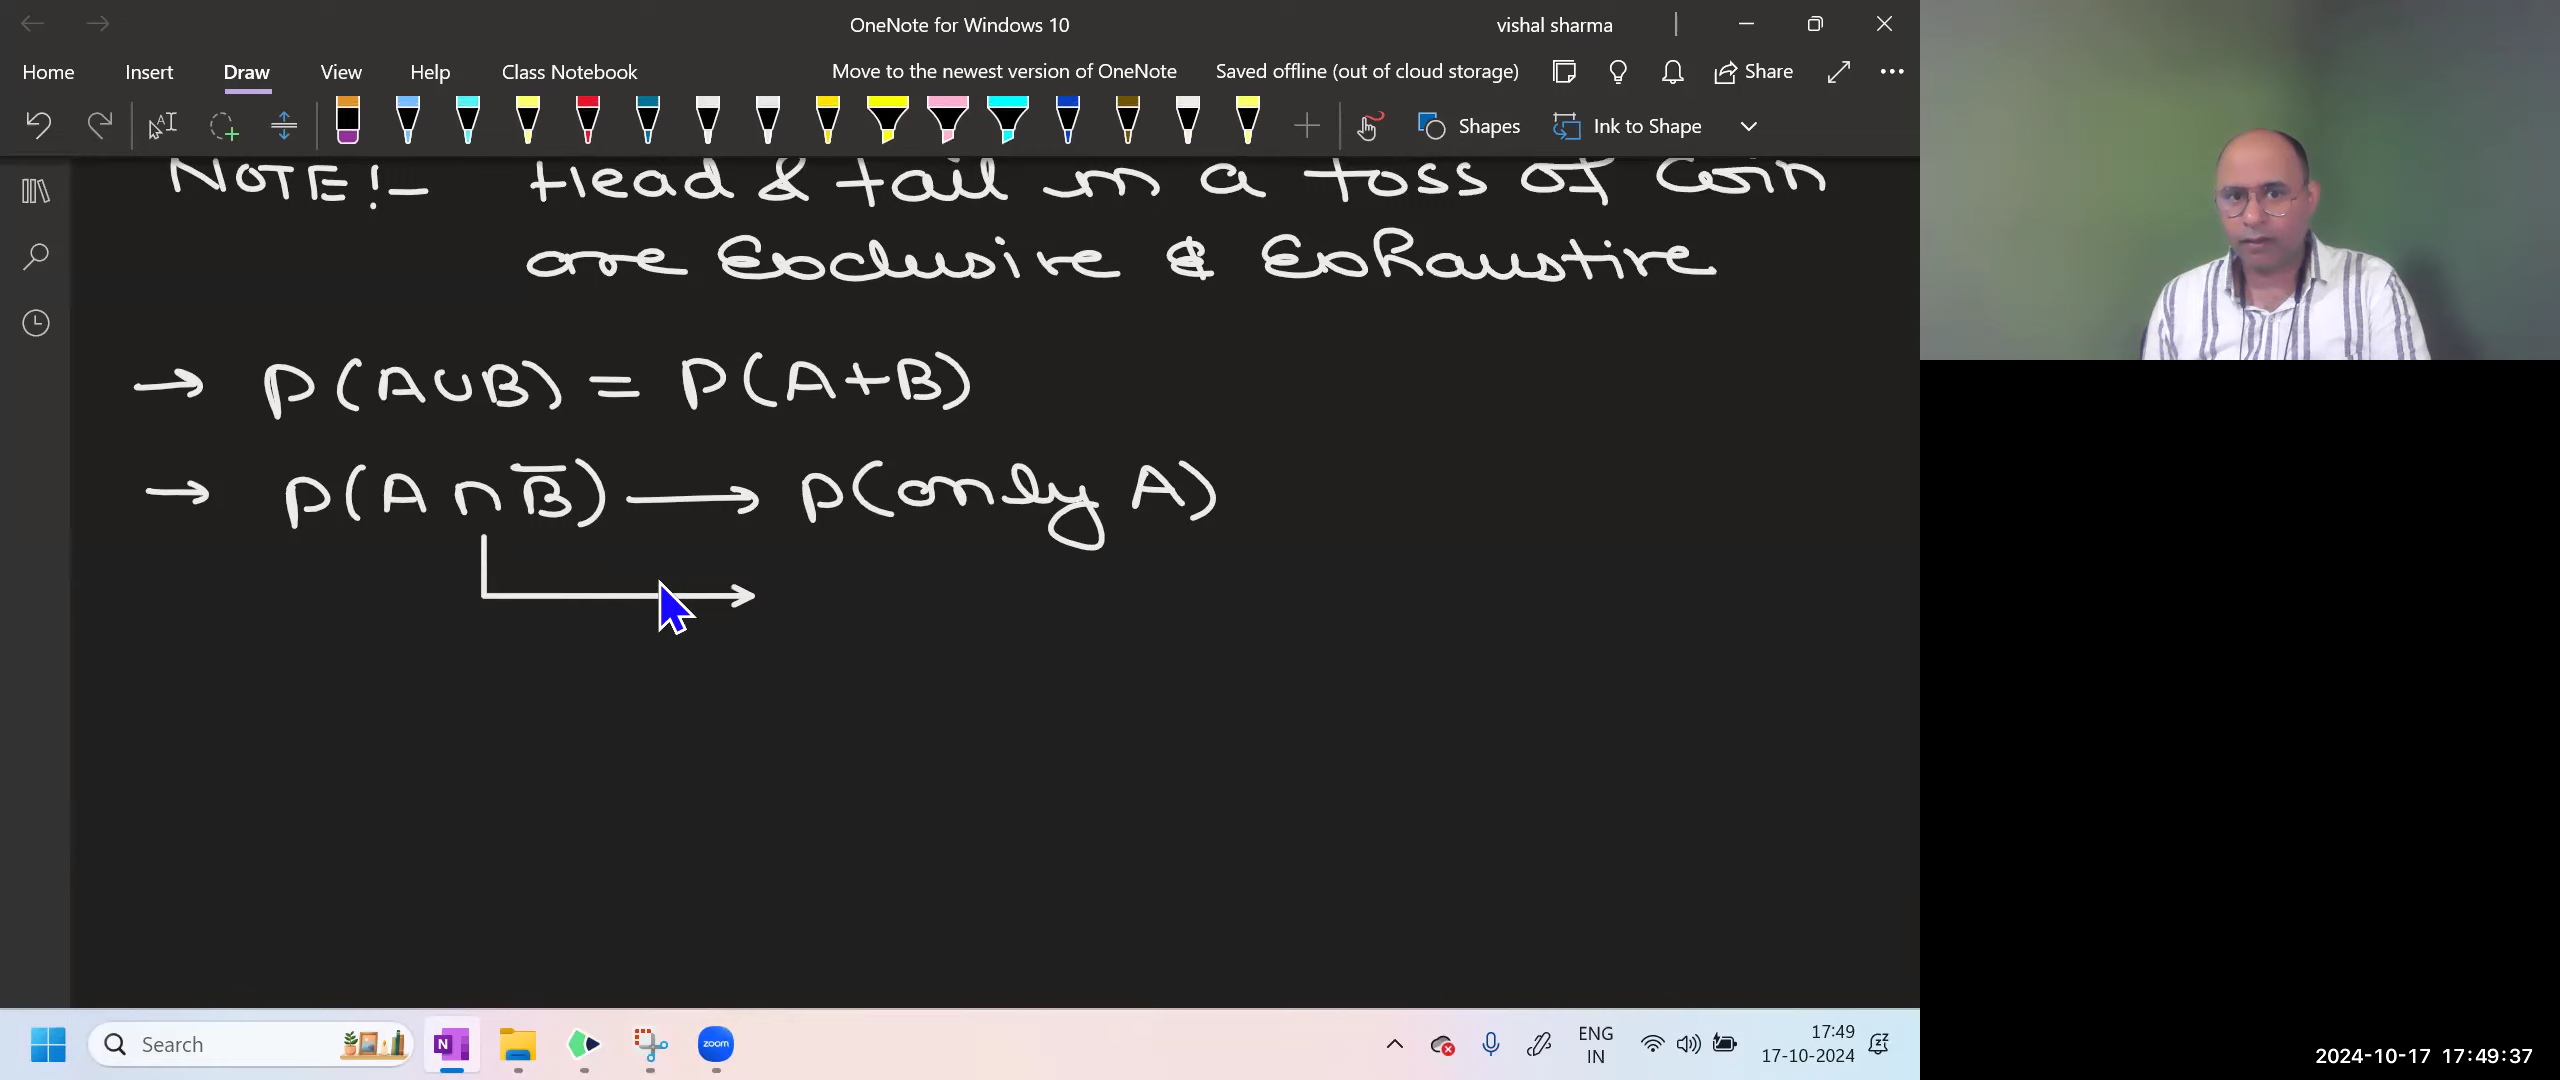 OneNote for Windows 10
vishal sharma
Home Insert Draw View Help Class Notebook Move to the newest version of OneNote Saved offline (out of cloud storage) Share
Shapes Ink to Shape
NOTE!- Head & tail in a toss of Coin
are Exclusive & Exhaustive
→ P(A∪B) = P(A+B)
→ P(A∩B̅) → P(only A)
Search
zoom
ENG
IN
17:49
17-10-2024
2024-10-17 17:49:37